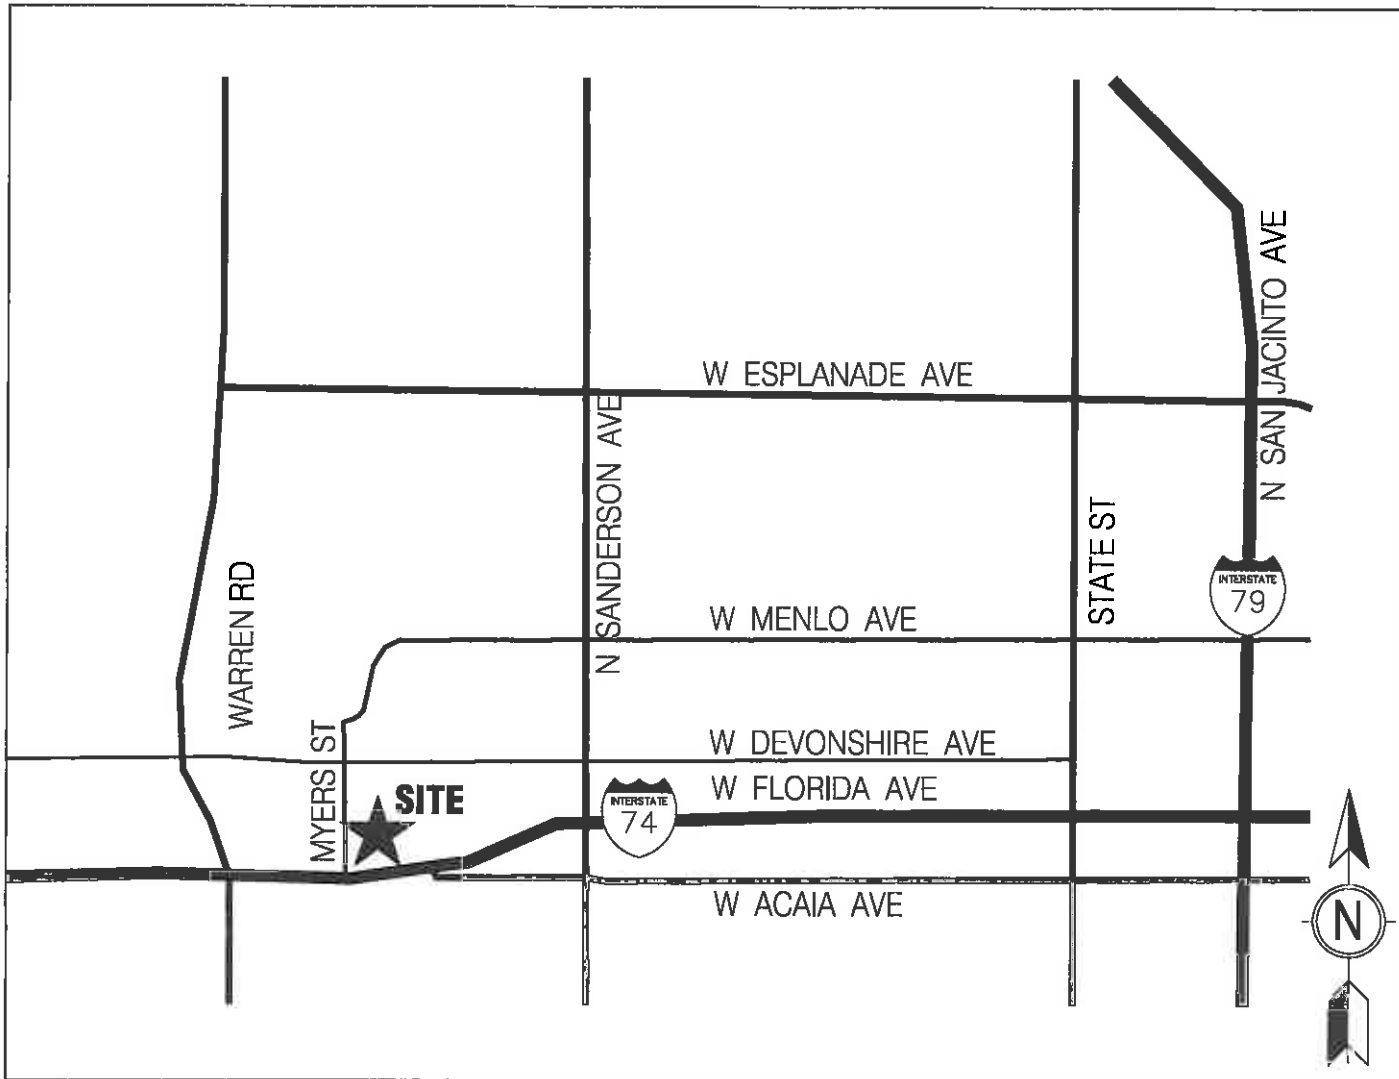 W ESPLANADE AVE
N SAN JACINTO AVE
N SANDERSON AVE
STATE ST
WARREN RD
INTERSTATE
79
W MENLO AVE
MYERS ST
W DEVONSHIRE AVE
W FLORIDA AVE
SITE
INTERSTATE
74
W ACAIA AVE
N